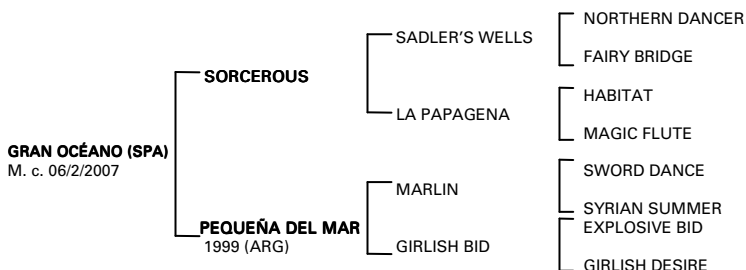 NORTHERN DANCER
SADLER'S WELLS
FAIRY BRIDGE
SORCEROUS
HABITAT
LA PAPAGENA
MAGIC FLUTE
GRAN OCÉANO (SPA)
M. c. 06/2/2007
SWORD DANCE
MARLIN
SYRIAN SUMMER
PEQUEÑA DEL MAR
1999 (ARG)
EXPLOSIVE BID
GIRLISH BID
GIRLISH DESIRE